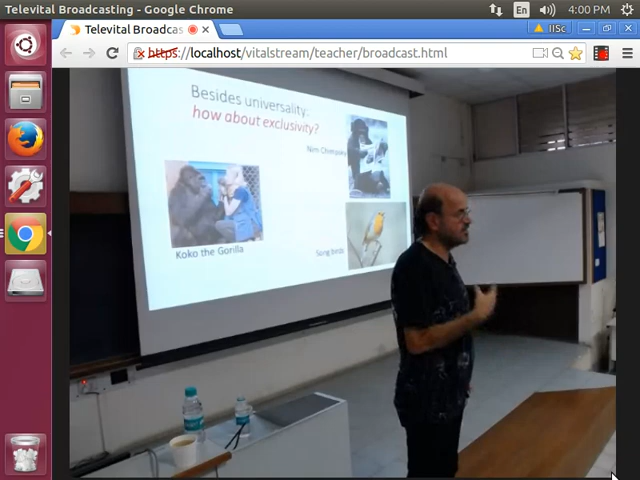 Televital Broadcasting - Google Chrome
En
4:00 PM
Televital Broadcas
IISc
https://localhost/vitalstream/teacher/broadcast.html
Besides universality:
how about exclusivity?
Nim Chimpsky
Koko the Gorilla
Song birds